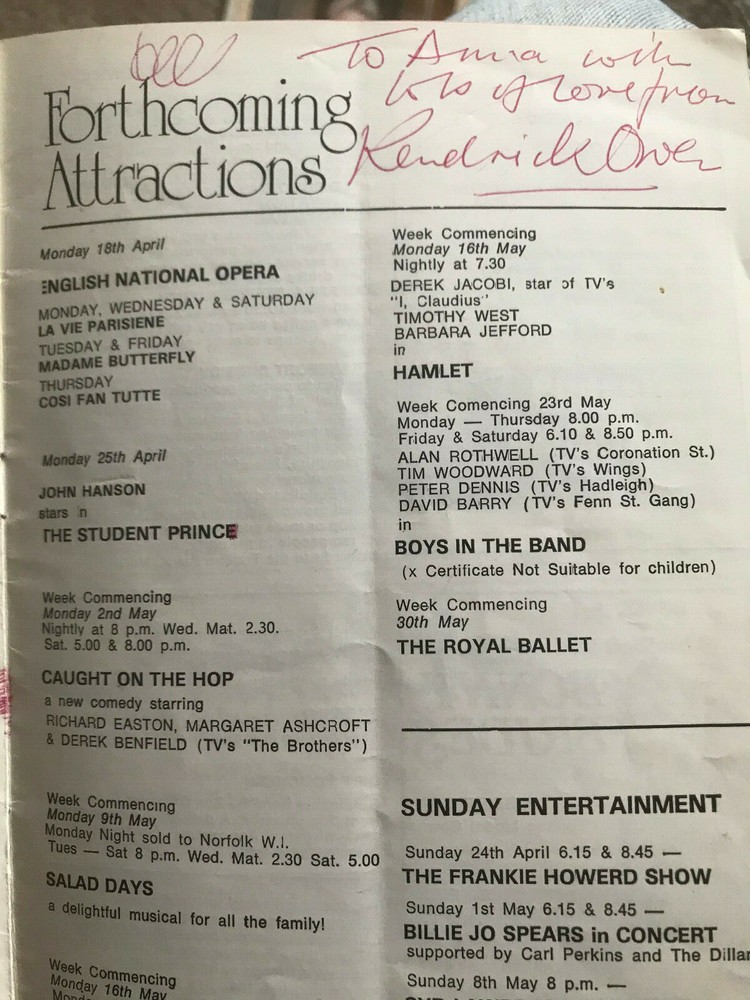 To Anna with
lots of love from
Kendrick Owen
Forthcoming
Attractions
Monday 18th April
ENGLISH NATIONAL OPERA
MONDAY, WEDNESDAY & SATURDAY
LA VIE PARISIENE
TUESDAY & FRIDAY
MADAME BUTTERFLY
THURSDAY
COSI FAN TUTTE
Monday 25th April
JOHN HANSON
stars in
THE STUDENT PRINCE
Week Commencing
Monday 2nd May
Nightly at 8 p.m. Wed. Mat. 2.30.
Sat. 5.00 & 8.00 p.m.
CAUGHT ON THE HOP
a new comedy starring
RICHARD EASTON, MARGARET ASHCROFT
& DEREK BENFIELD (TV's "The Brothers")
Week Commencing
Monday 9th May
Monday Night sold to Norfolk W.I.
Tues — Sat 8 p.m. Wed. Mat. 2.30 Sat. 5.00
SALAD DAYS
a delightful musical for all the family!
Week Commencing
Monday 16th May
Week Commencing
Monday 16th May
Nightly at 7.30
DEREK JACOBI, star of TV's
"I, Claudius"
TIMOTHY WEST
BARBARA JEFFORD
in
HAMLET
Week Comencing 23rd May
Monday — Thursday 8.00 p.m.
Friday & Saturday 6.10 & 8.50 p.m.
ALAN ROTHWELL (TV's Coronation St.)
TIM WOODWARD (TV's Wings)
PETER DENNIS (TV's Hadleigh)
DAVID BARRY (TV's Fenn St. Gang)
in
BOYS IN THE BAND
(x Certificate Not Suitable for children)
Week Commencing
30th May
THE ROYAL BALLET
SUNDAY ENTERTAINMENT
Sunday 24th April 6.15 & 8.45 —
THE FRANKIE HOWERD SHOW
Sunday 1st May 6.15 & 8.45 —
BILLIE JO SPEARS in CONCERT
supported by Carl Perkins and The Dillar
Sunday 8th May 8 p.m. —